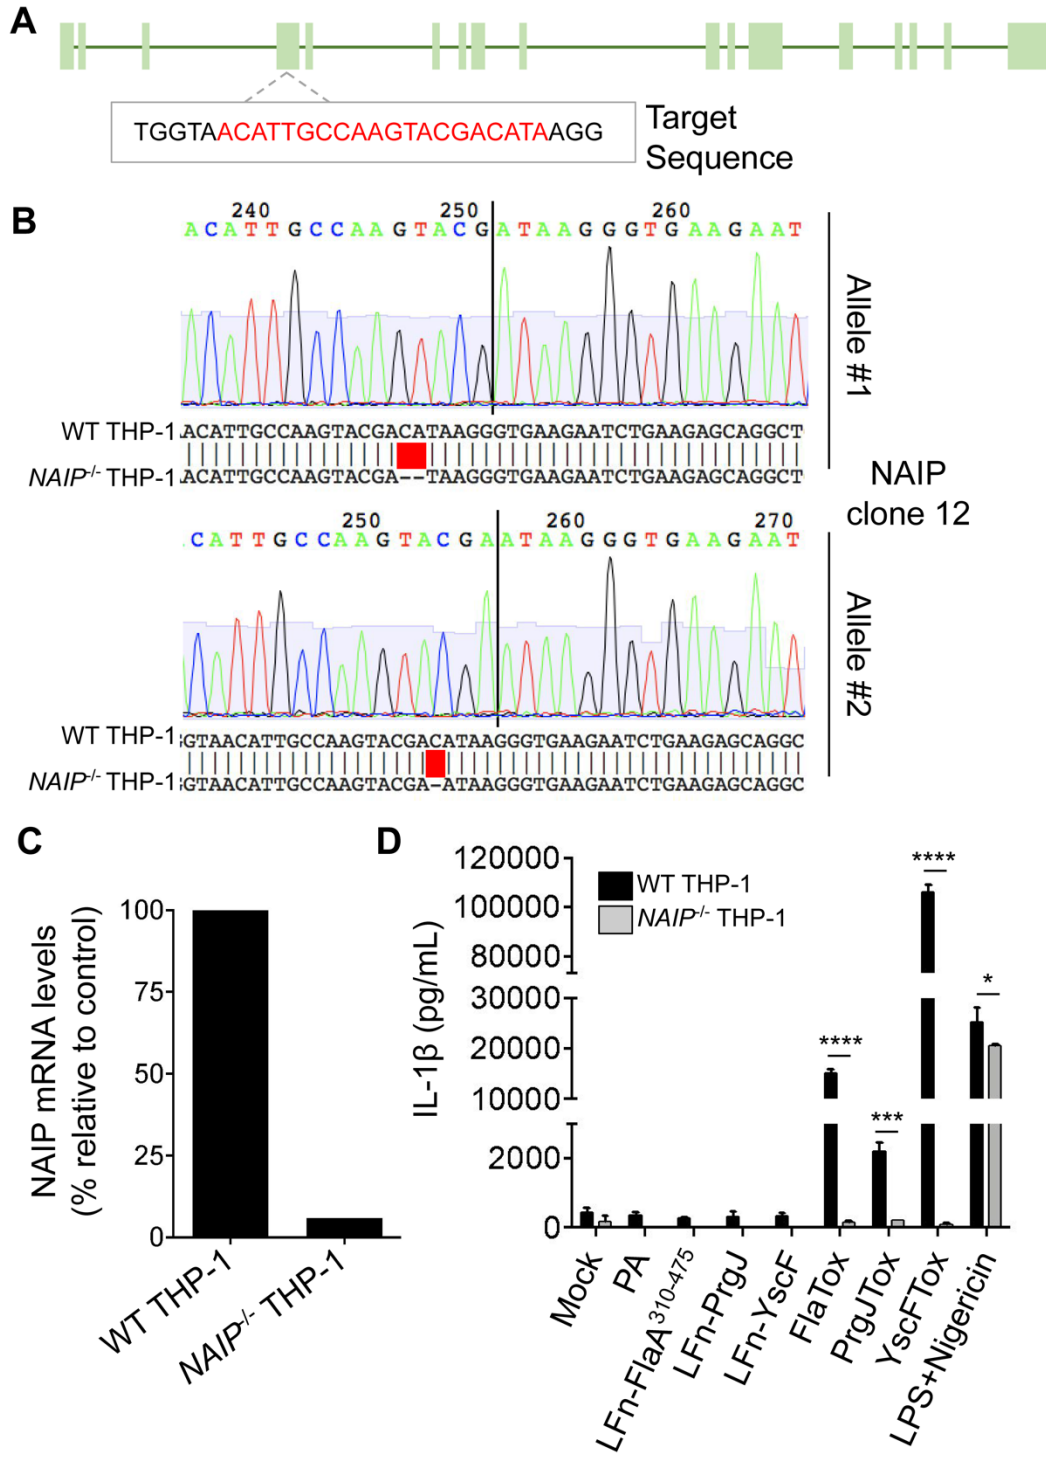 A
TGGTAACATTGCCAAGTACGACATAAGG
Target
Sequence
B
240 250 260
ACATTGCCAAGTACGATAAGGGTGAAGAAT
WT THP-1 ACATTGCCAAGTACGACATAAGGGTGAAGAATCTGAAGAGCAGGCT
NAIP-/- THP-1 ACATTGCCAAGTACGA--TAAGGGTGAAGAATCTGAAGAGCAGGCT
Allele #1
250 260 270
CATTGCCAAGTACGAATAAGGGTGAAGAAT
WT THP-1 GTAACATTGCCAAGTACGACATAAGGGTGAAGAATCTGAAGAGCAGGC
NAIP-/- THP-1 GTAACATTGCCAAGTACGA-ATAAGGGTGAAGAATCTGAAGAGCAGGC
Allele #2
NAIP
clone 12
C
NAIP mRNA levels
(% relative to control)
100
75
50
25
0
WT THP-1
NAIP-/- THP-1
D
IL-1β (pg/mL)
120000
100000
80000
30000
20000
10000
2000
0
WT THP-1
NAIP-/- THP-1
****
***
****
*
Mock
PA
LFn-FlaA310-475
LFn-PrgJ
LFn-YscF
FlaTox
PrgJTox
YscFTox
LPS+Nigericin